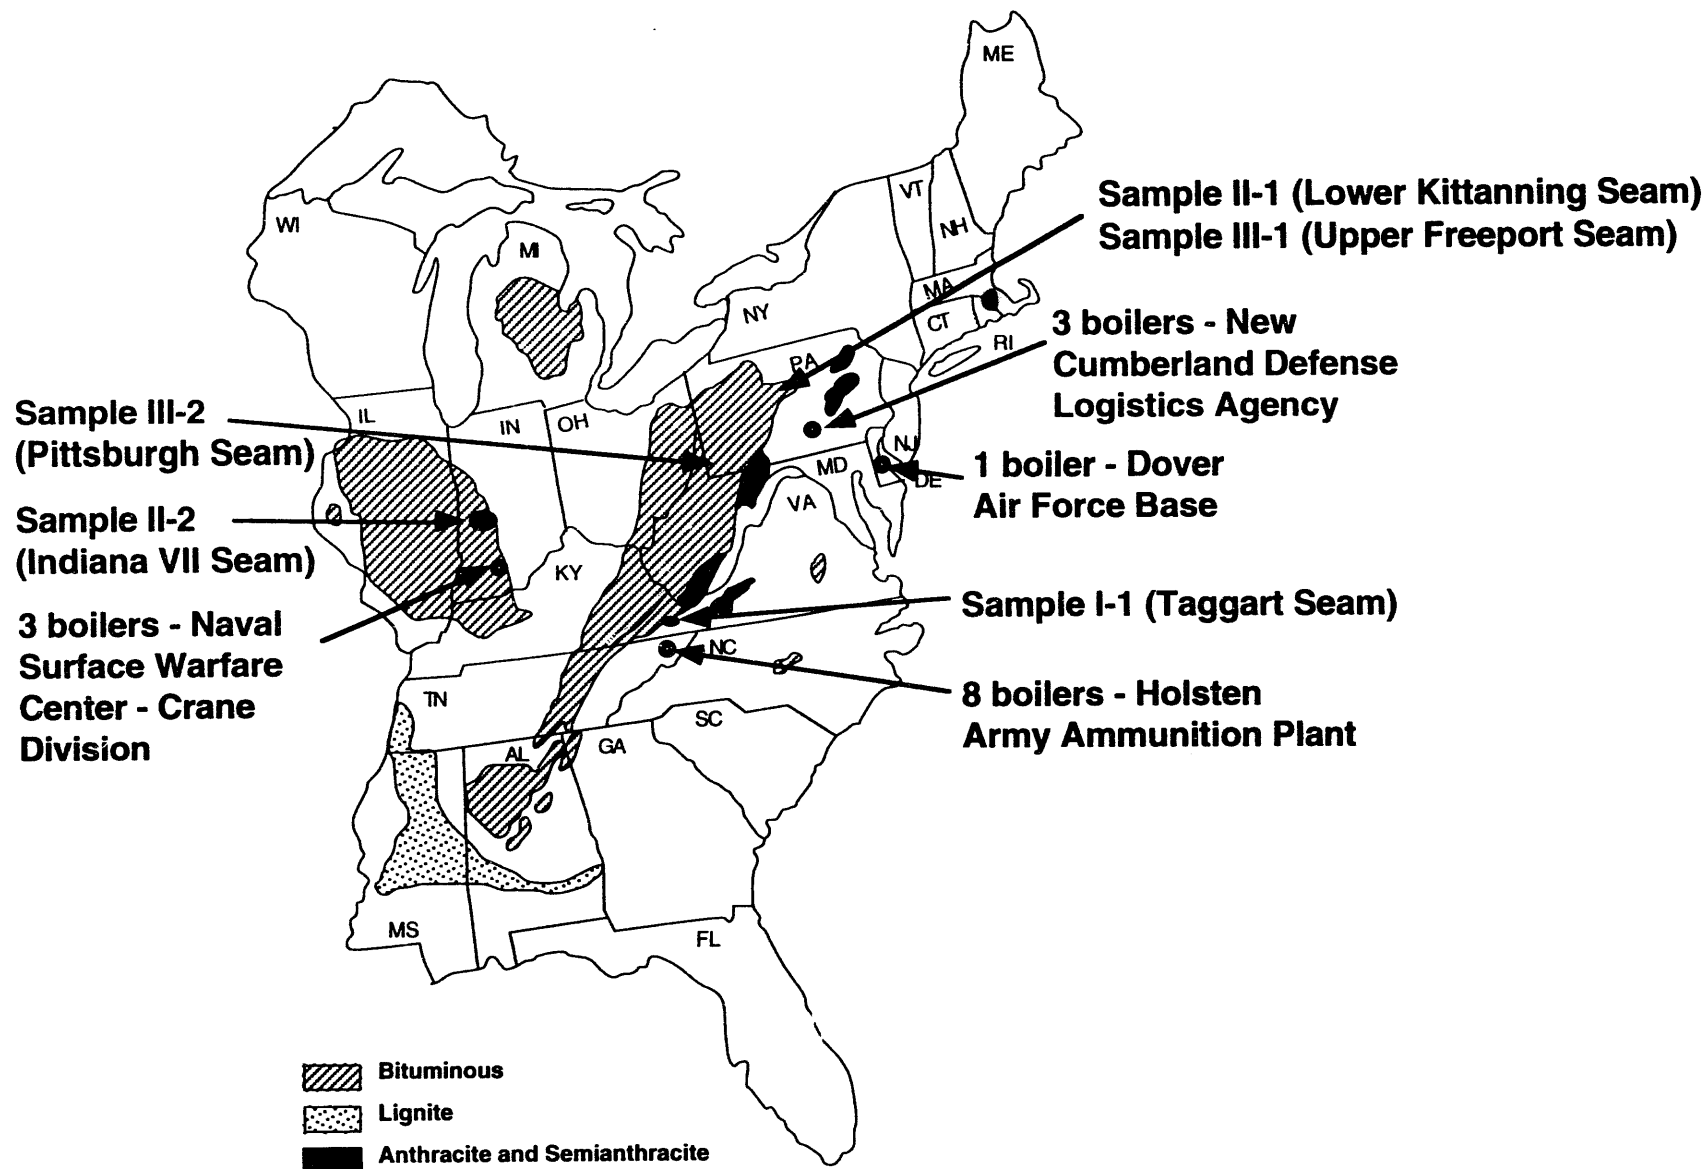 ME
VT
WI
NH
MI
Sample II-1 (Lower Kittanning Seam)
Sample III-1 (Upper Freeport Seam)
MA
NY
CT
RI
3 boilers - New
Cumberland Defense
Logistics Agency
PA
Sample III-2
(Pittsburgh Seam)
IL
IN
OH
NJ
MD
DE
1 boiler - Dover
Air Force Base
VA
Sample II-2
(Indiana VII Seam)
KY
Sample I-1 (Taggart Seam)
3 boilers - Naval
Surface Warfare
Center - Crane
Division
NC
8 boilers - Holsten
Army Ammunition Plant
TN
SC
GA
AL
MS
FL
Bituminous
Lignite
Anthracite and Semianthracite